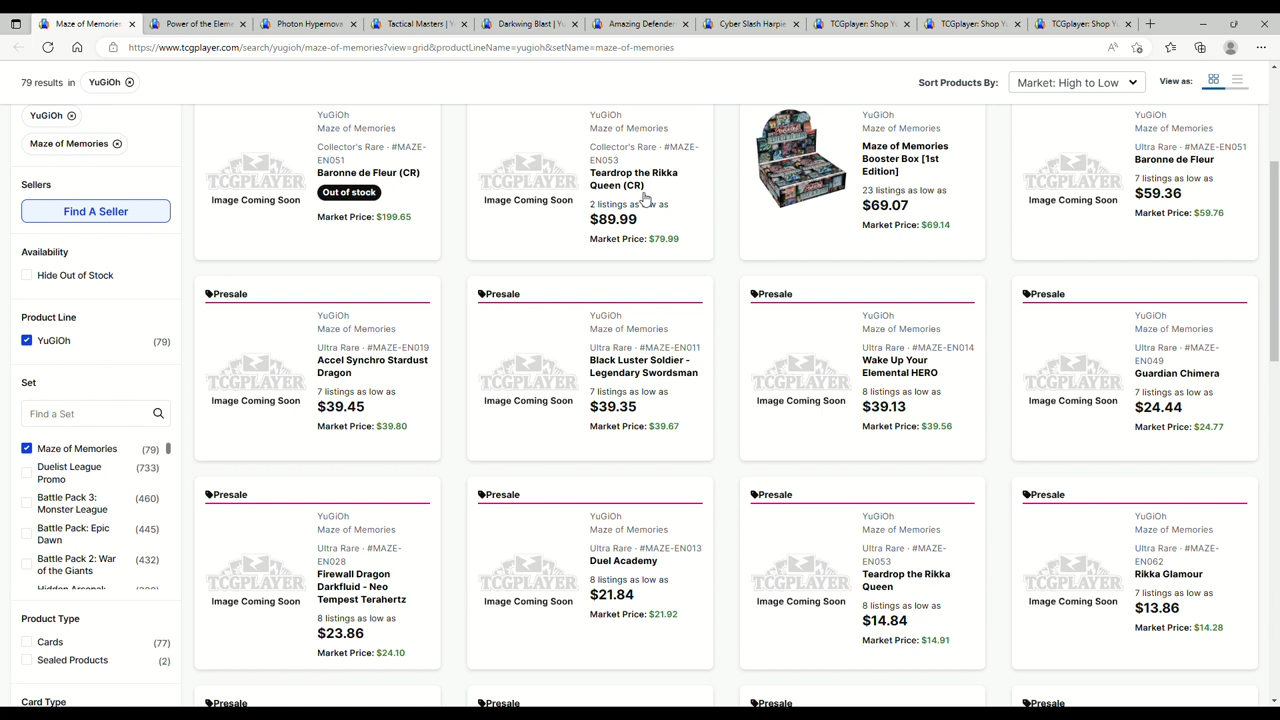 Maze of Memories
Power of the Eleme
Photon Hypernova
Tactical Masters | Y
Darkwing Blast | Yu
Amazing Defender
Cyber Slash Harpie
TCGplayer: Shop Yu
TCGplayer: Shop Yu
TCGplayer: Shop Yu
https://www.tcgplayer.com/search/yugioh/maze-of-memories?view=grid&productLineName=yugioh&setName=maze-of-memories
79 results in
YuGiOh
Sort Products By:
Market: High to Low
View as:
YuGiOh
Maze of Memories
Sellers
Find A Seller
Availability
Hide Out of Stock
Product Line
YuGiOh (79)
Set
Find a Set
Maze of Memories (79)
Duelist League (733)
Promo
Battle Pack 3: (460)
Monster League
Battle Pack: Epic (445)
Dawn
Battle Pack 2: War (432)
of the Giants
Product Type
Cards (77)
Sealed Products (2)
Card Type
TCGPLAYER
Image Coming Soon
YuGiOh
Maze of Memories
Collector's Rare · #MAZE-
EN051
Baronne de Fleur (CR)
Out of stock
Market Price: $199.65
TCGPLAYER
Image Coming Soon
YuGiOh
Maze of Memories
Collector's Rare · #MAZE-
EN053
Teardrop the Rikka
Queen (CR)
2 listings as low as
$89.99
Market Price: $79.99
YuGiOh
Maze of Memories
Maze of Memories
Booster Box [1st
Edition]
23 listings as low as
$69.07
Market Price: $69.14
TCGPLAYER
Image Coming Soon
YuGiOh
Maze of Memories
Ultra Rare · #MAZE-EN051
Baronne de Fleur
7 listings as low as
$59.36
Market Price: $59.76
Presale
TCGPLAYER
Image Coming Soon
YuGiOh
Maze of Memories
Ultra Rare · #MAZE-EN019
Accel Synchro Stardust
Dragon
7 listings as low as
$39.45
Market Price: $39.80
Presale
TCGPLAYER
Image Coming Soon
YuGiOh
Maze of Memories
Ultra Rare · #MAZE-EN011
Black Luster Soldier -
Legendary Swordsman
7 listings as low as
$39.35
Market Price: $39.67
Presale
TCGPLAYER
Image Coming Soon
YuGiOh
Maze of Memories
Ultra Rare · #MAZE-EN014
Wake Up Your
Elemental HERO
8 listings as low as
$39.13
Market Price: $39.56
Presale
TCGPLAYER
Image Coming Soon
YuGiOh
Maze of Memories
Ultra Rare · #MAZE-
EN049
Guardian Chimera
7 listings as low as
$24.44
Market Price: $24.77
Presale
TCGPLAYER
Image Coming Soon
YuGiOh
Maze of Memories
Ultra Rare · #MAZE-
EN028
Firewall Dragon
Darkfluid - Neo
Tempest Terahertz
8 listings as low as
$23.86
Market Price: $24.10
Presale
TCGPLAYER
Image Coming Soon
YuGiOh
Maze of Memories
Ultra Rare · #MAZE-EN013
Duel Academy
8 listings as low as
$21.84
Market Price: $21.92
Presale
TCGPLAYER
Image Coming Soon
YuGiOh
Maze of Memories
Ultra Rare · #MAZE-
EN053
Teardrop the Rikka
Queen
8 listings as low as
$14.84
Market Price: $14.91
Presale
TCGPLAYER
Image Coming Soon
YuGiOh
Maze of Memories
Ultra Rare · #MAZE-
EN062
Rikka Glamour
7 listings as low as
$13.86
Market Price: $14.28
Presale
Presale
Presale
Presale